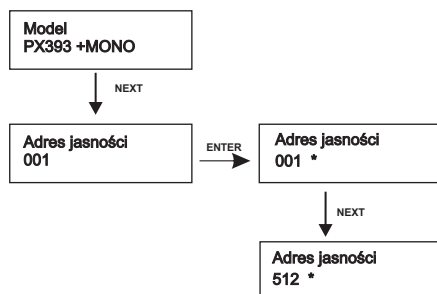 Model
PX393 +MONO
NEXT
Adres jasności
001
ENTER
Adres jasności
001 *
NEXT
Adres jasności
512 *